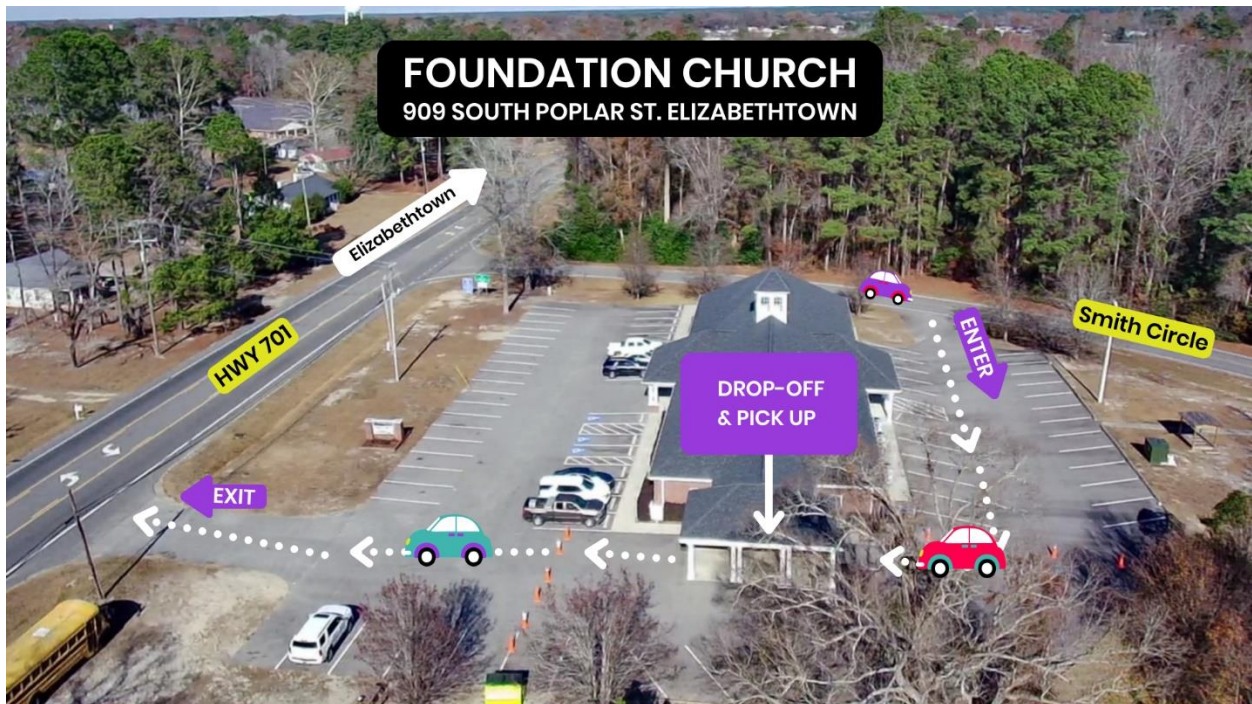 FOUNDATION CHURCH
909 SOUTH POPLAR ST. ELIZABETHTOWN
Elizabethtown
HWY 701
Smith Circle
ENTER
DROP-OFF
& PICK UP
EXIT